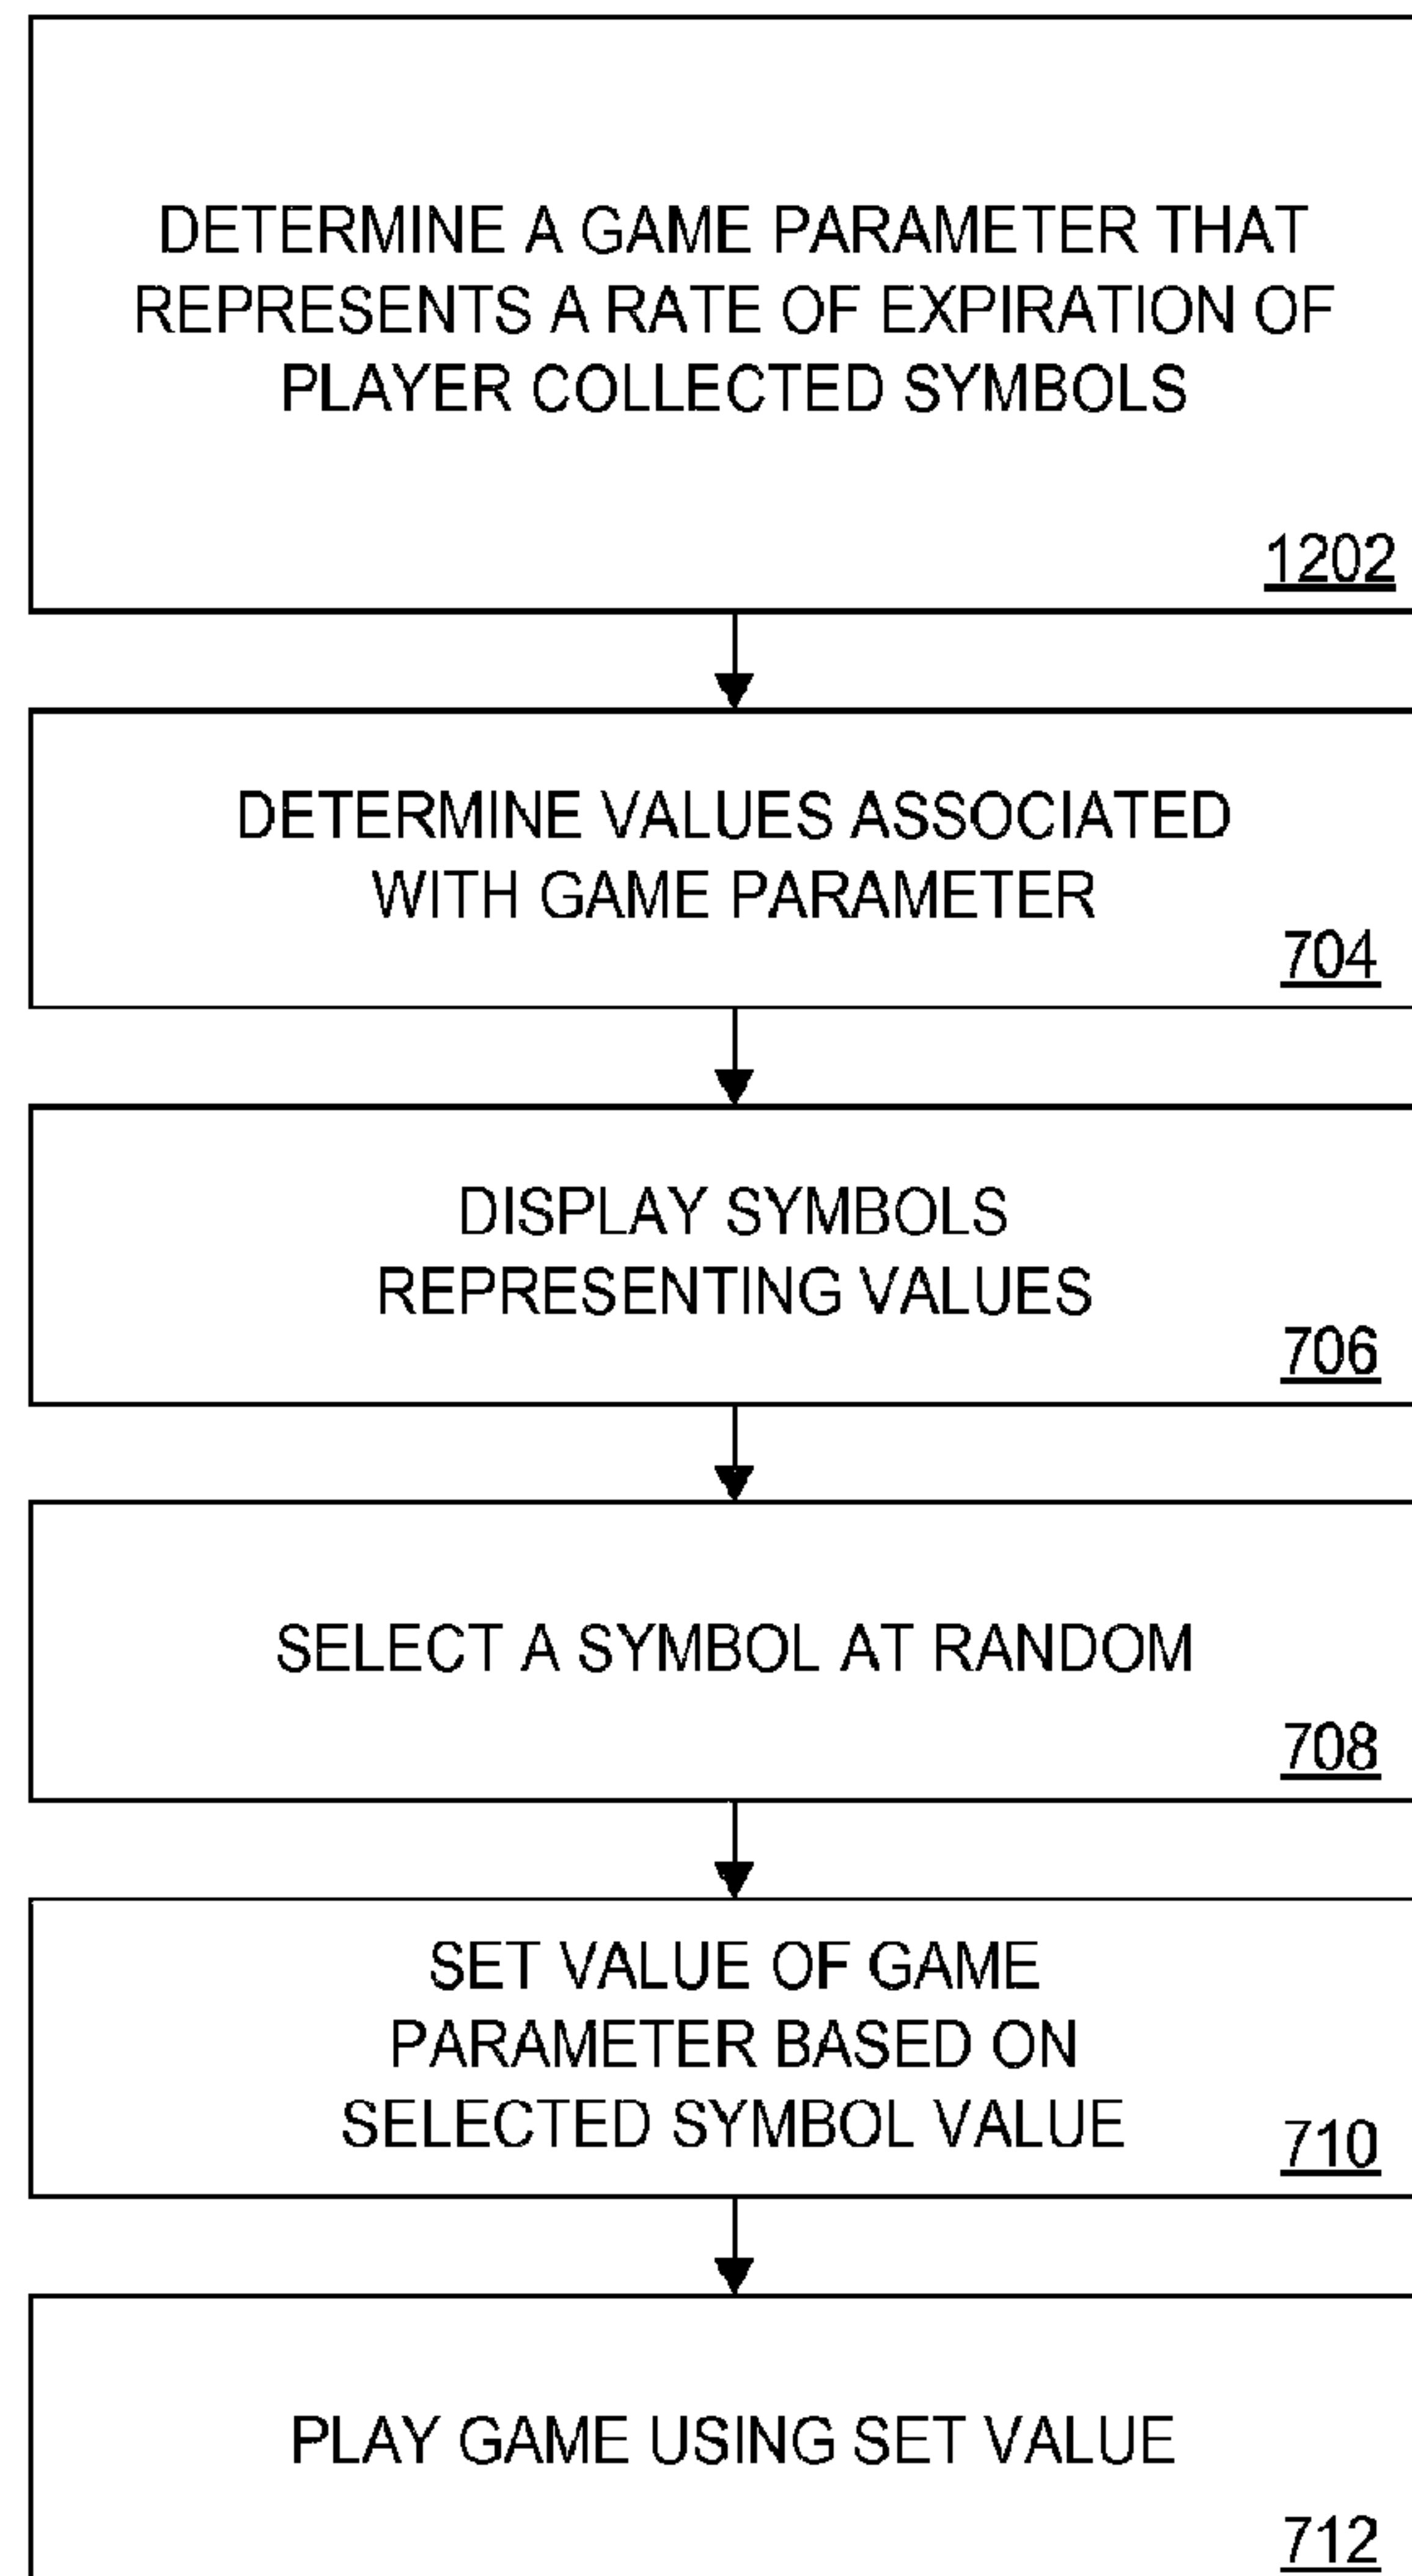 DETERMINE A GAME PARAMETER THAT
REPRESENTS A RATE OF EXPIRATION OF
PLAYER COLLECTED SYMBOLS
1202
DETERMINE VALUES ASSOCIATED
WITH GAME PARAMETER
704
DISPLAY SYMBOLS
REPRESENTING VALUES
706
SELECT A SYMBOL AT RANDOM
708
SET VALUE OF GAME
PARAMETER BASED ON
SELECTED SYMBOL VALUE
710
PLAY GAME USING SET VALUE
712